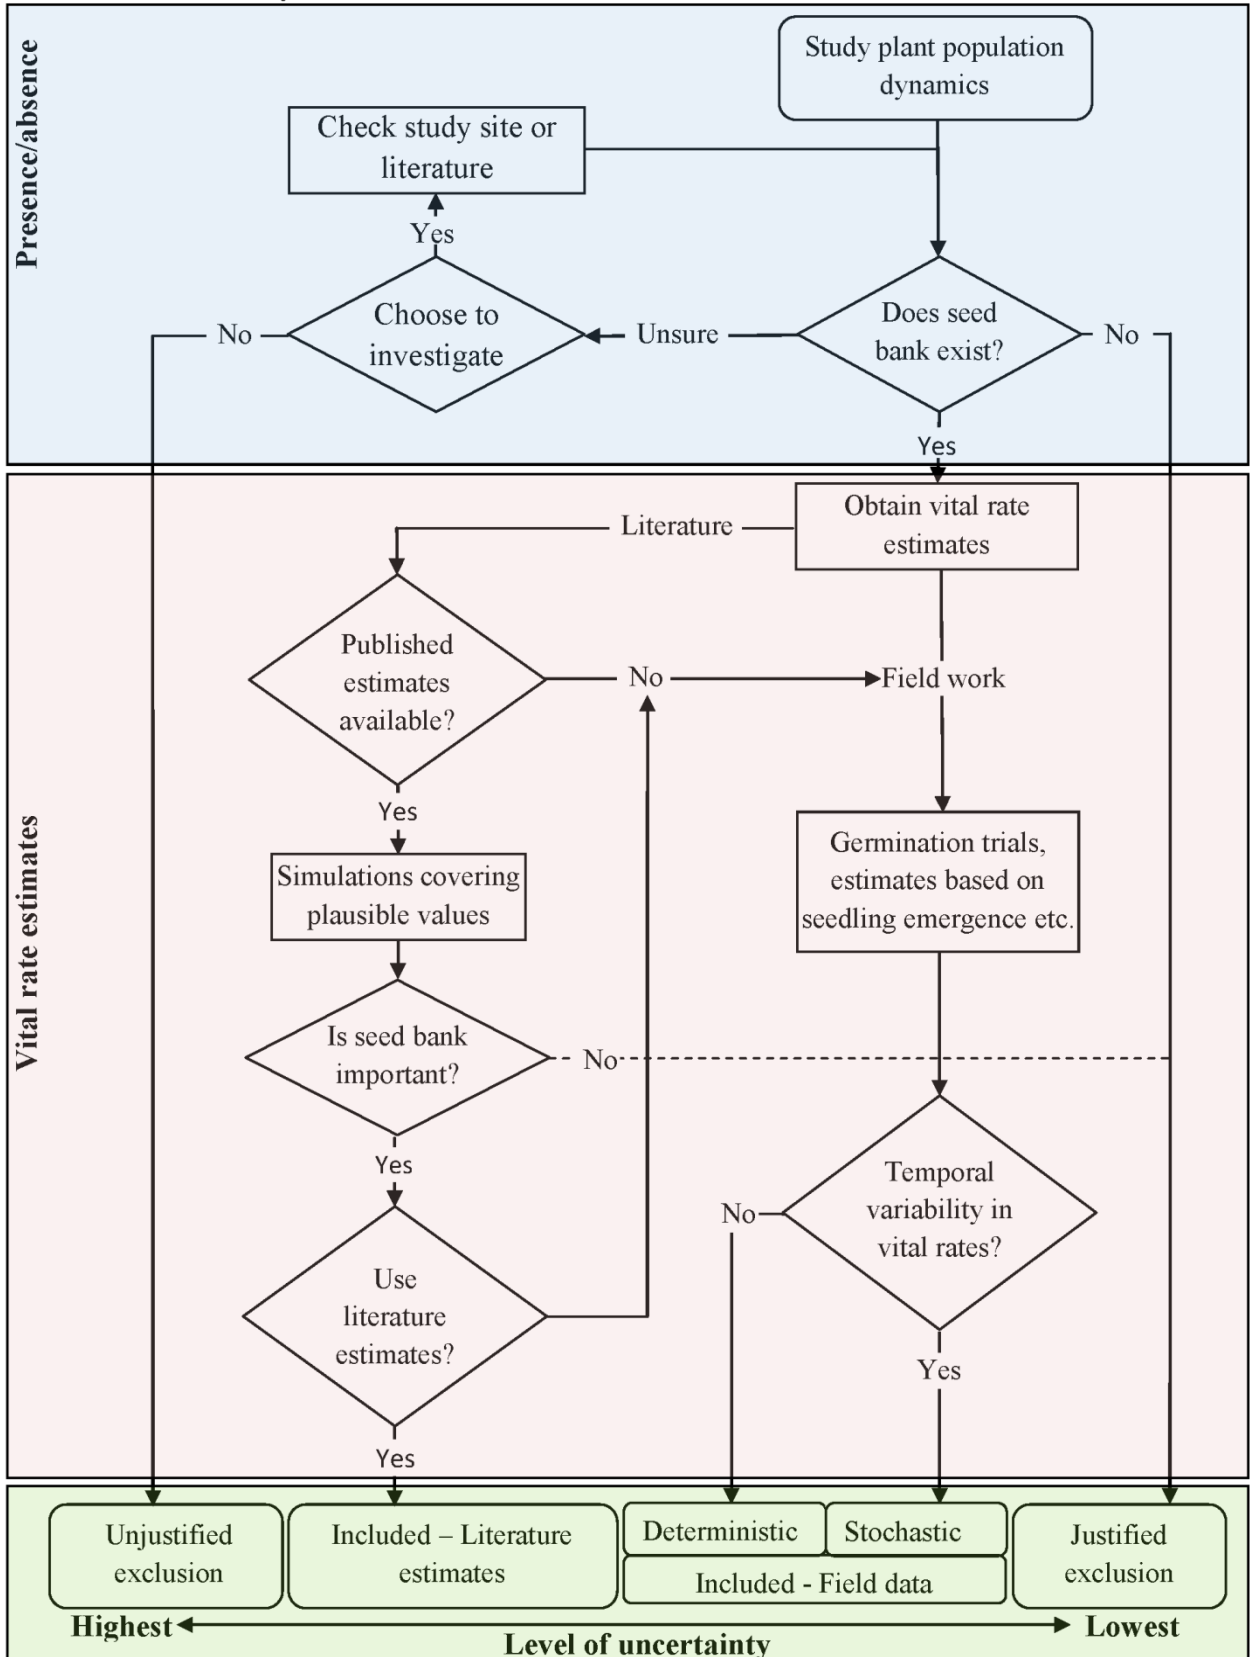 Presence/absence
Study plant population
dynamics
Check study site or
literature
Yes
Choose to
investigate
No
Unsure
Does seed
bank exist?
No
Yes
Vital rate estimates
Obtain vital rate
estimates
Literature
Published
estimates
available?
No
Field work
Yes
Simulations covering
plausible values
Germination trials,
estimates based on
seedling emergence etc.
Is seed bank
important?
No
Yes
Temporal
variability in
vital rates?
No
Use
literature
estimates?
Yes
Yes
Unjustified
exclusion
Included – Literature
estimates
Deterministic
Stochastic
Included - Field data
Justified
exclusion
Highest
Lowest
Level of uncertainty